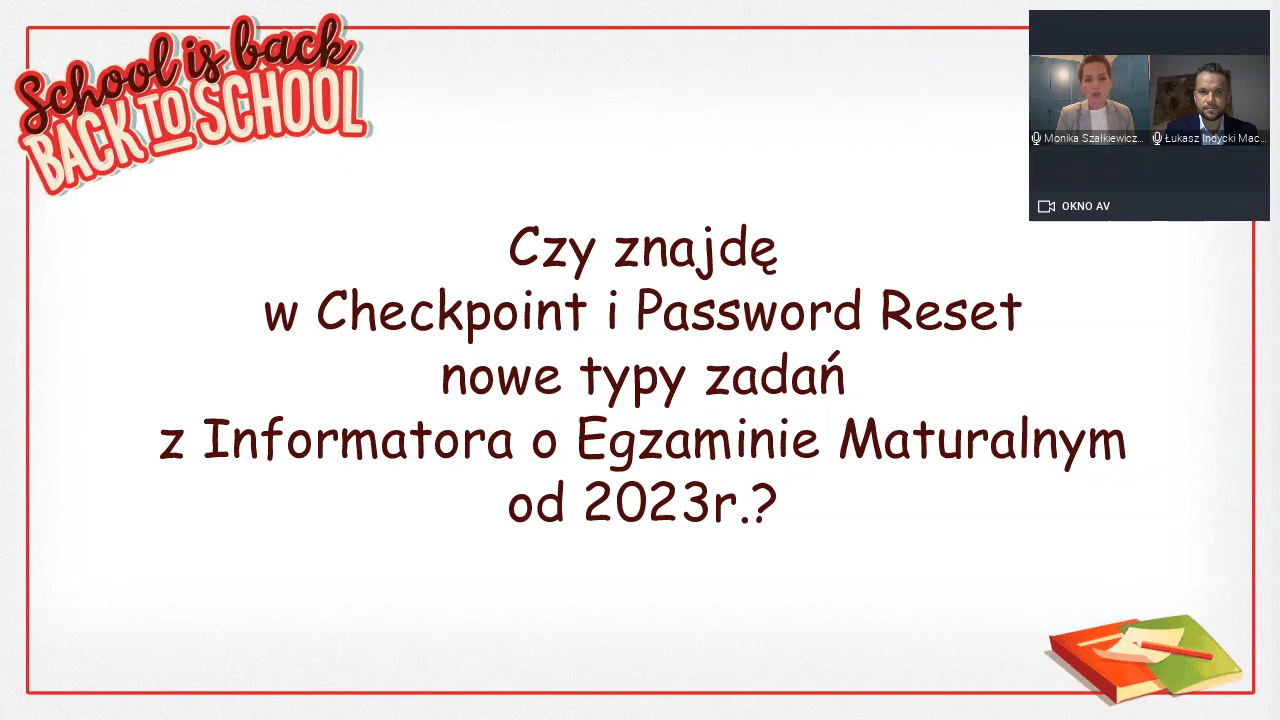 School is back
BACK TO SCHOOL
Monika Szałkiewicz...
Łukasz Indycki Mac...
OKNO AV
Czy znajdę
w Checkpoint i Password Reset
nowe typy zadań
z Informatora o Egzaminie Maturalnym
od 2023r.?